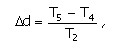 Δd = (T₅ − T₄) / T₂ ,